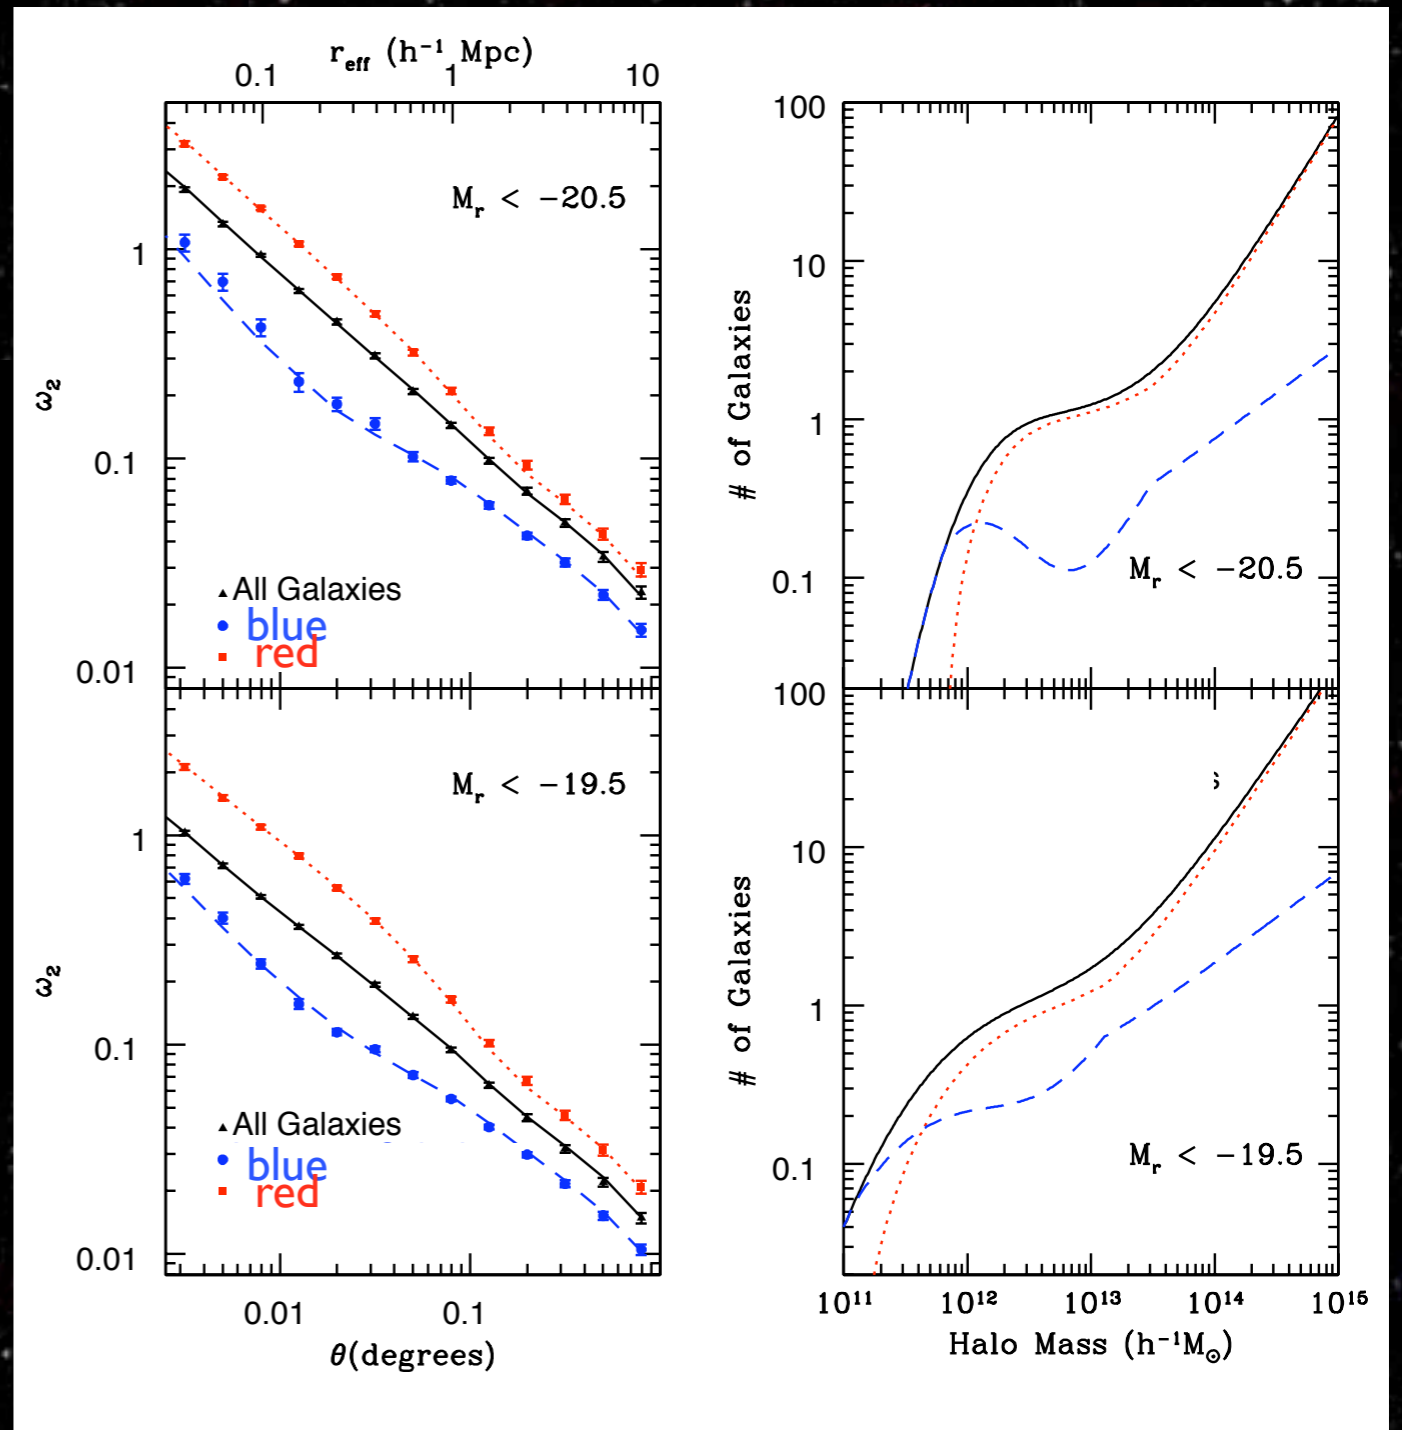 r_eff (h⁻¹ Mpc)
0.1 1 10
M_r < −20.5
1
0.1
0.01
ω₂
▲All Galaxies
● blue
■ red
M_r < −19.5
1
0.1
0.01
ω₂
▲All Galaxies
● blue
■ red
0.01 0.1
θ(degrees)
100
10
1
0.1
# of Galaxies
M_r < −20.5
100
10
1
0.1
# of Galaxies
M_r < −19.5
10¹¹ 10¹² 10¹³ 10¹⁴ 10¹⁵
Halo Mass (h⁻¹M⊙)